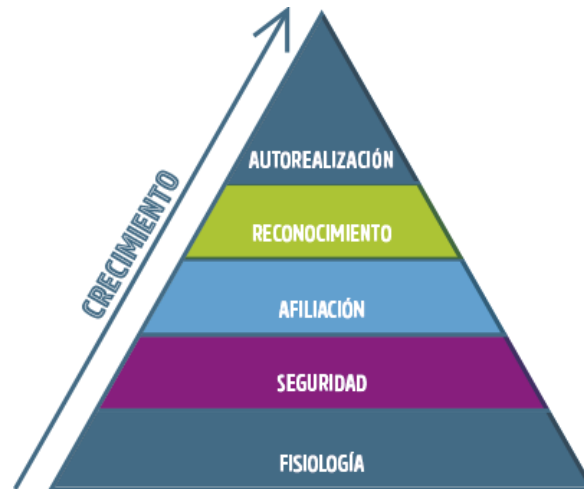 CRECIMIENTO
AUTOREALIZACIÓN
RECONOCIMIENTO
AFILIACIÓN
SEGURIDAD
FISIOLOGÍA